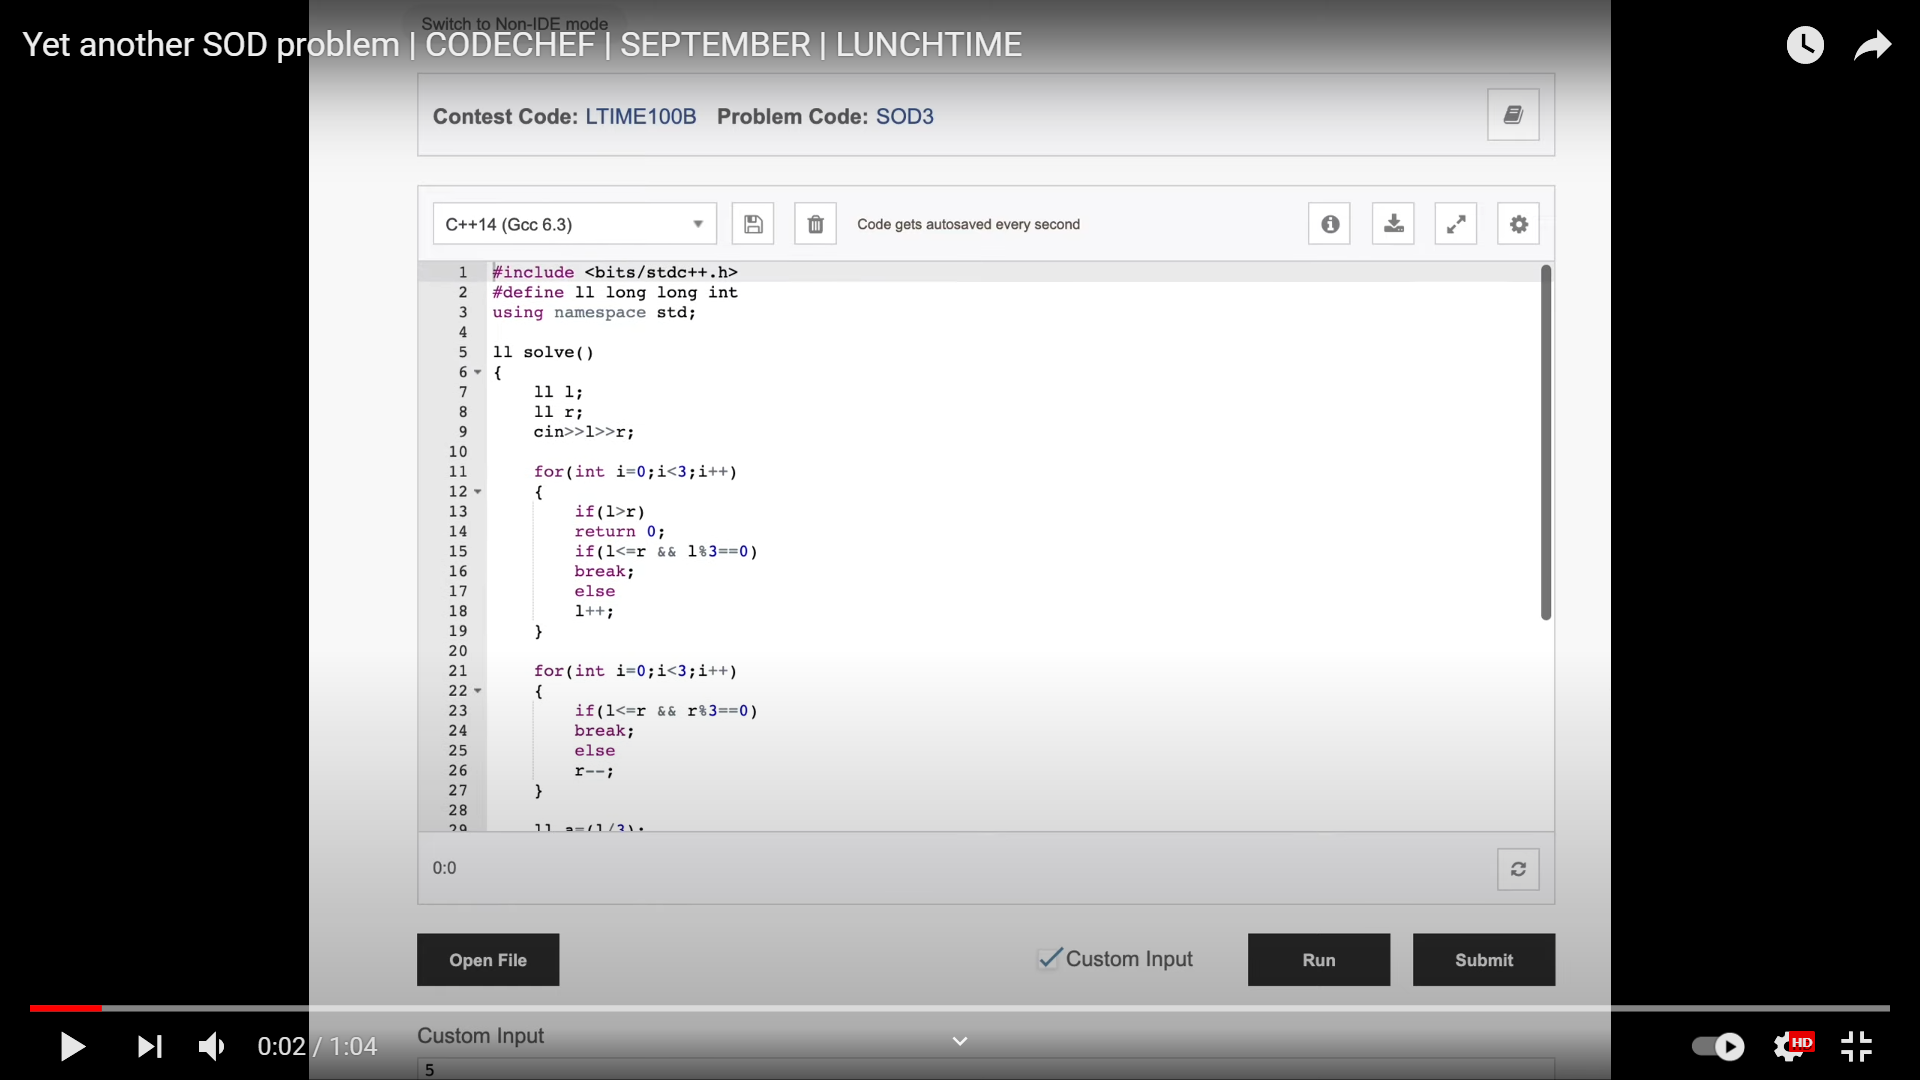 Switch to Non-IDE mode
Yet another SOD problem | CODECHEF | SEPTEMBER | LUNCHTIME
Contest Code: LTIME100B Problem Code: SOD3
C++14 (Gcc 6.3)
Code gets autosaved every second
1 #include <bits/stdc++.h>
2 #define ll long long int
3 using namespace std;
4
5 ll solve()
6 {
7 ll l;
8 ll r;
9 cin>>l>>r;
10
11 for(int i=0;i<3;i++)
12 {
13 if(l>r)
14 return 0;
15 if(l<=r && l%3==0)
16 break;
17 else
18 l++;
19 }
20
21 for(int i=0;i<3;i++)
22 {
23 if(l<=r && r%3==0)
24 break;
25 else
26 r--;
27 }
28
29 ll a=(l/3);
0:0
Open File
Custom Input
Run
Submit
0:02 / 1:04
Custom Input
HD
5